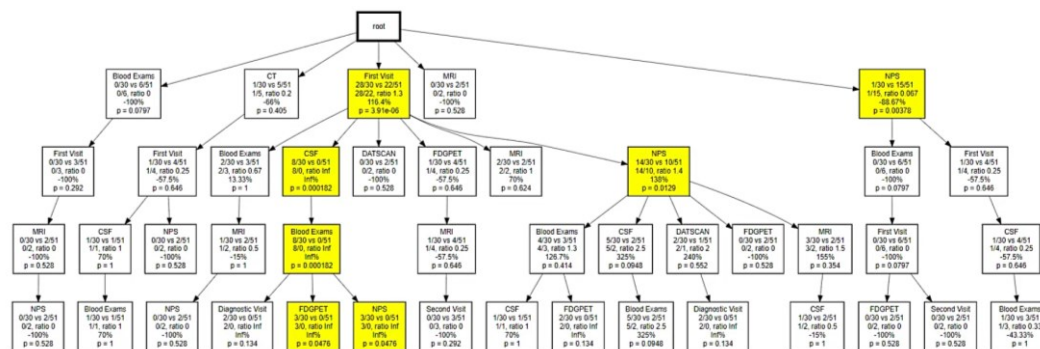 root
Blood Exams
0/30 vs 6/51
0/6, ratio 0
-100%
p = 0.0797
CT
1/30 vs 5/51
1/5, ratio 0.2
-66%
p = 0.405
First Visit
28/30 vs 22/51
28/22, ratio 1.3
116.4%
p = 3.91e-06
MRI
0/30 vs 2/51
0/2, ratio 0
-100%
p = 0.528
NPS
1/30 vs 15/51
1/15, ratio 0.067
-88.67%
p = 0.00378
First Visit
0/30 vs 3/51
0/3, ratio 0
-100%
p = 0.292
First Visit
1/30 vs 4/51
1/4, ratio 0.25
-57.5%
p = 0.646
Blood Exams
2/30 vs 3/51
2/3, ratio 0.67
13.33%
p = 1
CSF
8/30 vs 0/51
8/0, ratio Inf
Inf%
p = 0.000182
DATSCAN
0/30 vs 2/51
0/2, ratio 0
-100%
p = 0.528
FDGPET
1/30 vs 4/51
1/4, ratio 0.25
-57.5%
p = 0.646
MRI
2/30 vs 2/51
2/2, ratio 1
70%
p = 0.624
NPS
14/30 vs 10/51
14/10, ratio 1.4
138%
p = 0.0129
Blood Exams
0/30 vs 6/51
0/6, ratio 0
-100%
p = 0.0797
First Visit
1/30 vs 4/51
1/4, ratio 0.25
-57.5%
p = 0.646
MRI
0/30 vs 2/51
0/2, ratio 0
-100%
p = 0.528
CSF
1/30 vs 1/51
1/1, ratio 1
70%
p = 1
NPS
0/30 vs 2/51
0/2, ratio 0
-100%
p = 0.528
MRI
1/30 vs 2/51
1/2, ratio 0.5
-15%
p = 1
Blood Exams
8/30 vs 0/51
8/0, ratio Inf
Inf%
p = 0.000182
MRI
1/30 vs 4/51
1/4, ratio 0.25
-57.5%
p = 0.646
Blood Exams
4/30 vs 3/51
4/3, ratio 1.3
126.7%
p = 0.414
CSF
5/30 vs 2/51
5/2, ratio 2.5
325%
p = 0.0948
DATSCAN
2/30 vs 1/51
2/1, ratio 2
240%
p = 0.552
FDGPET
0/30 vs 2/51
0/2, ratio 0
-100%
p = 0.528
MRI
3/30 vs 2/51
3/2, ratio 1.5
155%
p = 0.354
First Visit
0/30 vs 6/51
0/6, ratio 0
-100%
p = 0.0797
CSF
1/30 vs 4/51
1/4, ratio 0.25
-57.5%
p = 0.646
NPS
0/30 vs 2/51
0/2, ratio 0
-100%
p = 0.528
Blood Exams
1/30 vs 1/51
1/1, ratio 1
70%
p = 1
NPS
0/30 vs 2/51
0/2, ratio 0
-100%
p = 0.528
Diagnostic Visit
2/30 vs 0/51
2/0, ratio Inf
Inf%
p = 0.134
FDGPET
3/30 vs 0/51
3/0, ratio Inf
Inf%
p = 0.0476
NPS
3/30 vs 0/51
3/0, ratio Inf
Inf%
p = 0.0476
Second Visit
0/30 vs 3/51
0/3, ratio 0
-100%
p = 0.292
CSF
1/30 vs 1/51
1/1, ratio 1
70%
p = 1
FDGPET
2/30 vs 0/51
2/0, ratio Inf
Inf%
p = 0.134
Blood Exams
5/30 vs 2/51
5/2, ratio 2.5
325%
p = 0.0948
Diagnostic Visit
2/30 vs 0/51
2/0, ratio Inf
Inf%
p = 0.134
CSF
1/30 vs 2/51
1/2, ratio 0.5
-15%
p = 1
FDGPET
0/30 vs 2/51
0/2, ratio 0
-100%
p = 0.528
Second Visit
0/30 vs 2/51
0/2, ratio 0
-100%
p = 0.528
Blood Exams
1/30 vs 3/51
1/3, ratio 0.33
-43.33%
p = 1